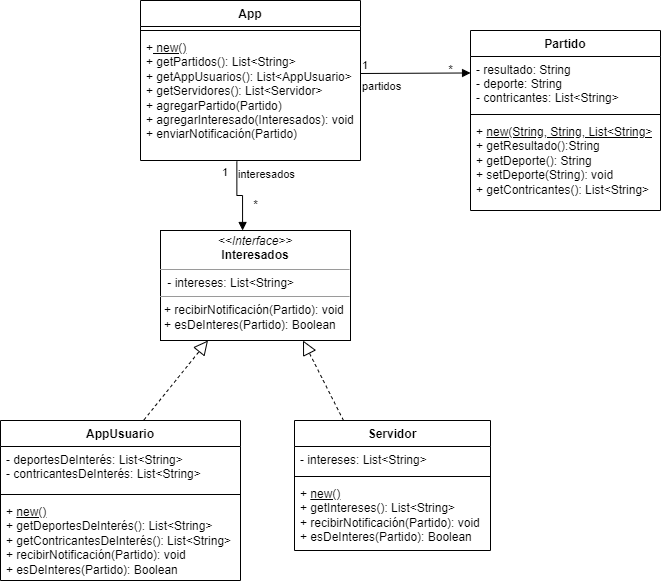 App
+ new()
+ getPartidos(): List<String>
+ getAppUsuarios(): List<AppUsuario>
+ getServidores(): List<Servidor>
+ agregarPartido(Partido)
+ agregarInteresado(Interesados): void
+ enviarNotificación(Partido)
1
*
partidos
Partido
- resultado: String
- deporte: String
- contricantes: List<String>
+ new(String, String, List<String>
+ getResultado():String
+ getDeporte(): String
+ setDeporte(String): void
+ getContricantes(): List<String>
1
interesados
*
<<Interface>>
Interesados
- intereses: List<String>
+ recibirNotificación(Partido): void
+ esDeInteres(Partido): Boolean
AppUsuario
- deportesDeInterés: List<String>
- contricantesDeInterés: List<String>
+ new()
+ getDeportesDeInterés(): List<String>
+ getContricantesDeInterés(): List<String>
+ recibirNotificación(Partido): void
+ esDeInteres(Partido): Boolean
Servidor
- intereses: List<String>
+ new()
+ getIntereses(): List<String>
+ recibirNotificación(Partido): void
+ esDeInteres(Partido): Boolean